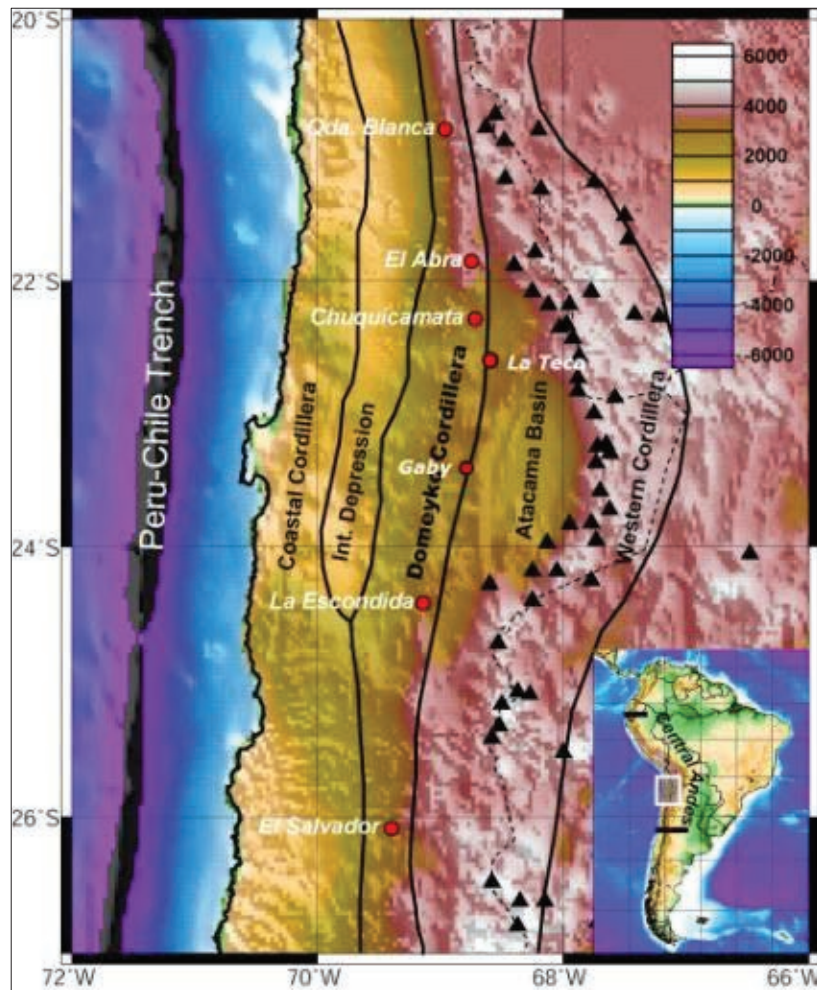 20°S
6000
4000
2000
0
-2000
-4000
-6000
Qda. Blanca
El Abra
22°S
Chuquicamata
La Teca
Peru-Chile Trench
Coastal Cordillera
Int. Depression
Domeyko Cordillera
Gaby
Atacama Basin
Western Cordillera
24°S
La Escondida
Central Andes
26°S
El Salvador
72°W
70°W
68°W
66°W